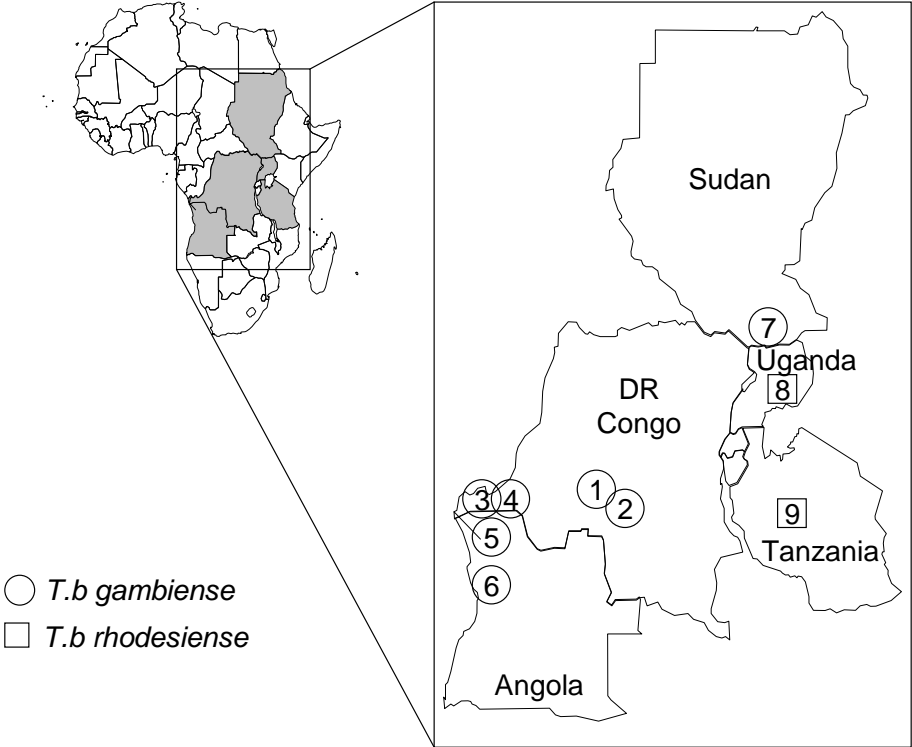 Sudan
7
Uganda
8
DR
Congo
1
2
3
4
5
6
9
Tanzania
Angola
T.b gambiense
T.b rhodesiense